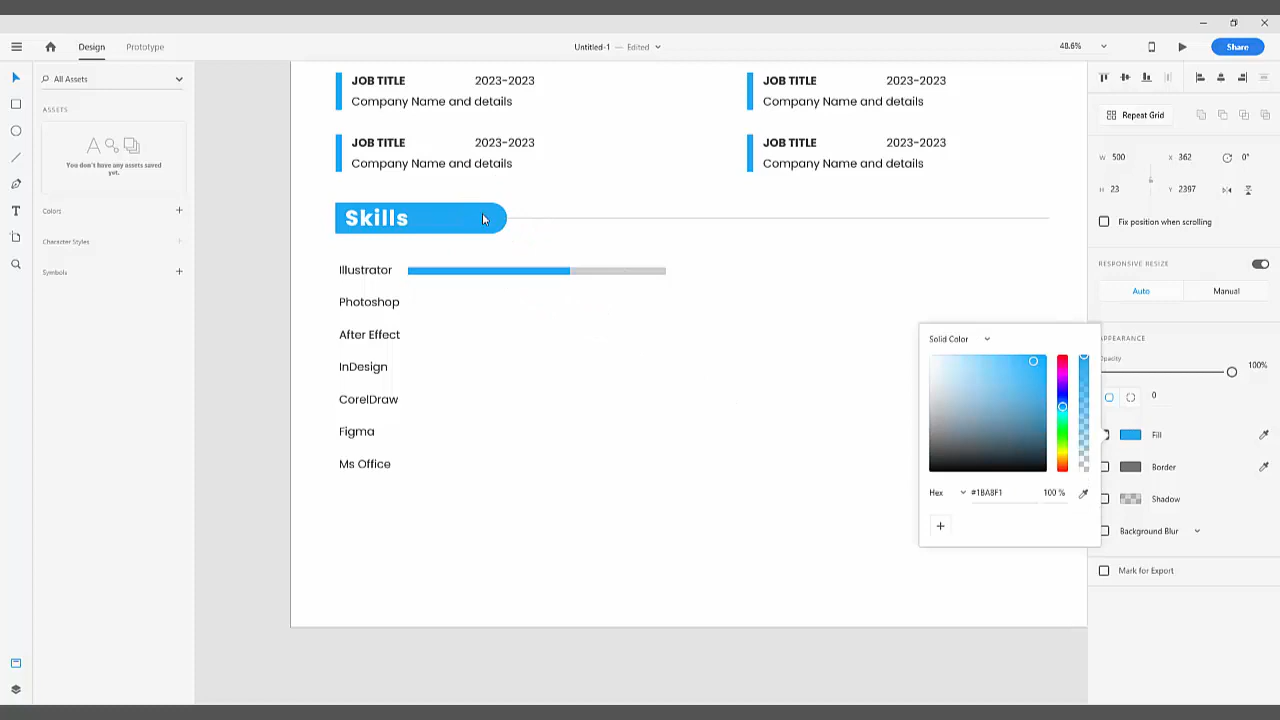 Design
Prototype
Untitled-1 — Edited
48.6%
Share
All Assets
ASSETS
You don't have any assets saved
yet.
Colors
Character Styles
Symbols
JOB TITLE 2023-2023
Company Name and details
JOB TITLE 2023-2023
Company Name and details
JOB TITLE 2023-2023
Company Name and details
JOB TITLE 2023-2023
Company Name and details
Skills
Illustrator
Photoshop
After Effect
InDesign
CorelDraw
Figma
Ms Office
Solid Color
Hex #1BA8F1 100 %
Repeat Grid
W 500 X 362 0°
H 23 Y 2397
Fix position when scrolling
RESPONSIVE RESIZE
Auto Manual
APPEARANCE
Opacity
100%
0
Fill
Border
Shadow
Background Blur
Mark for Export